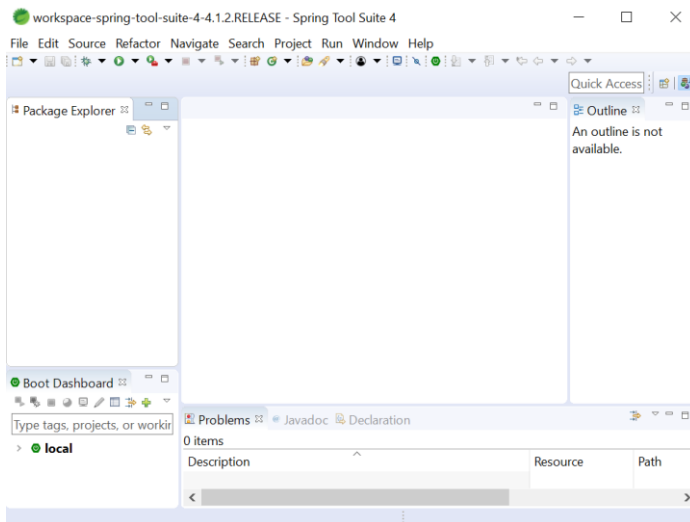 workspace-spring-tool-suite-4-4.1.2.RELEASE - Spring Tool Suite 4
File Edit Source Refactor Navigate Search Project Run Window Help
Quick Access
Package Explorer
Outline
An outline is not
available.
Boot Dashboard
Type tags, projects, or workin
local
Problems Javadoc Declaration
0 items
Description Resource Path